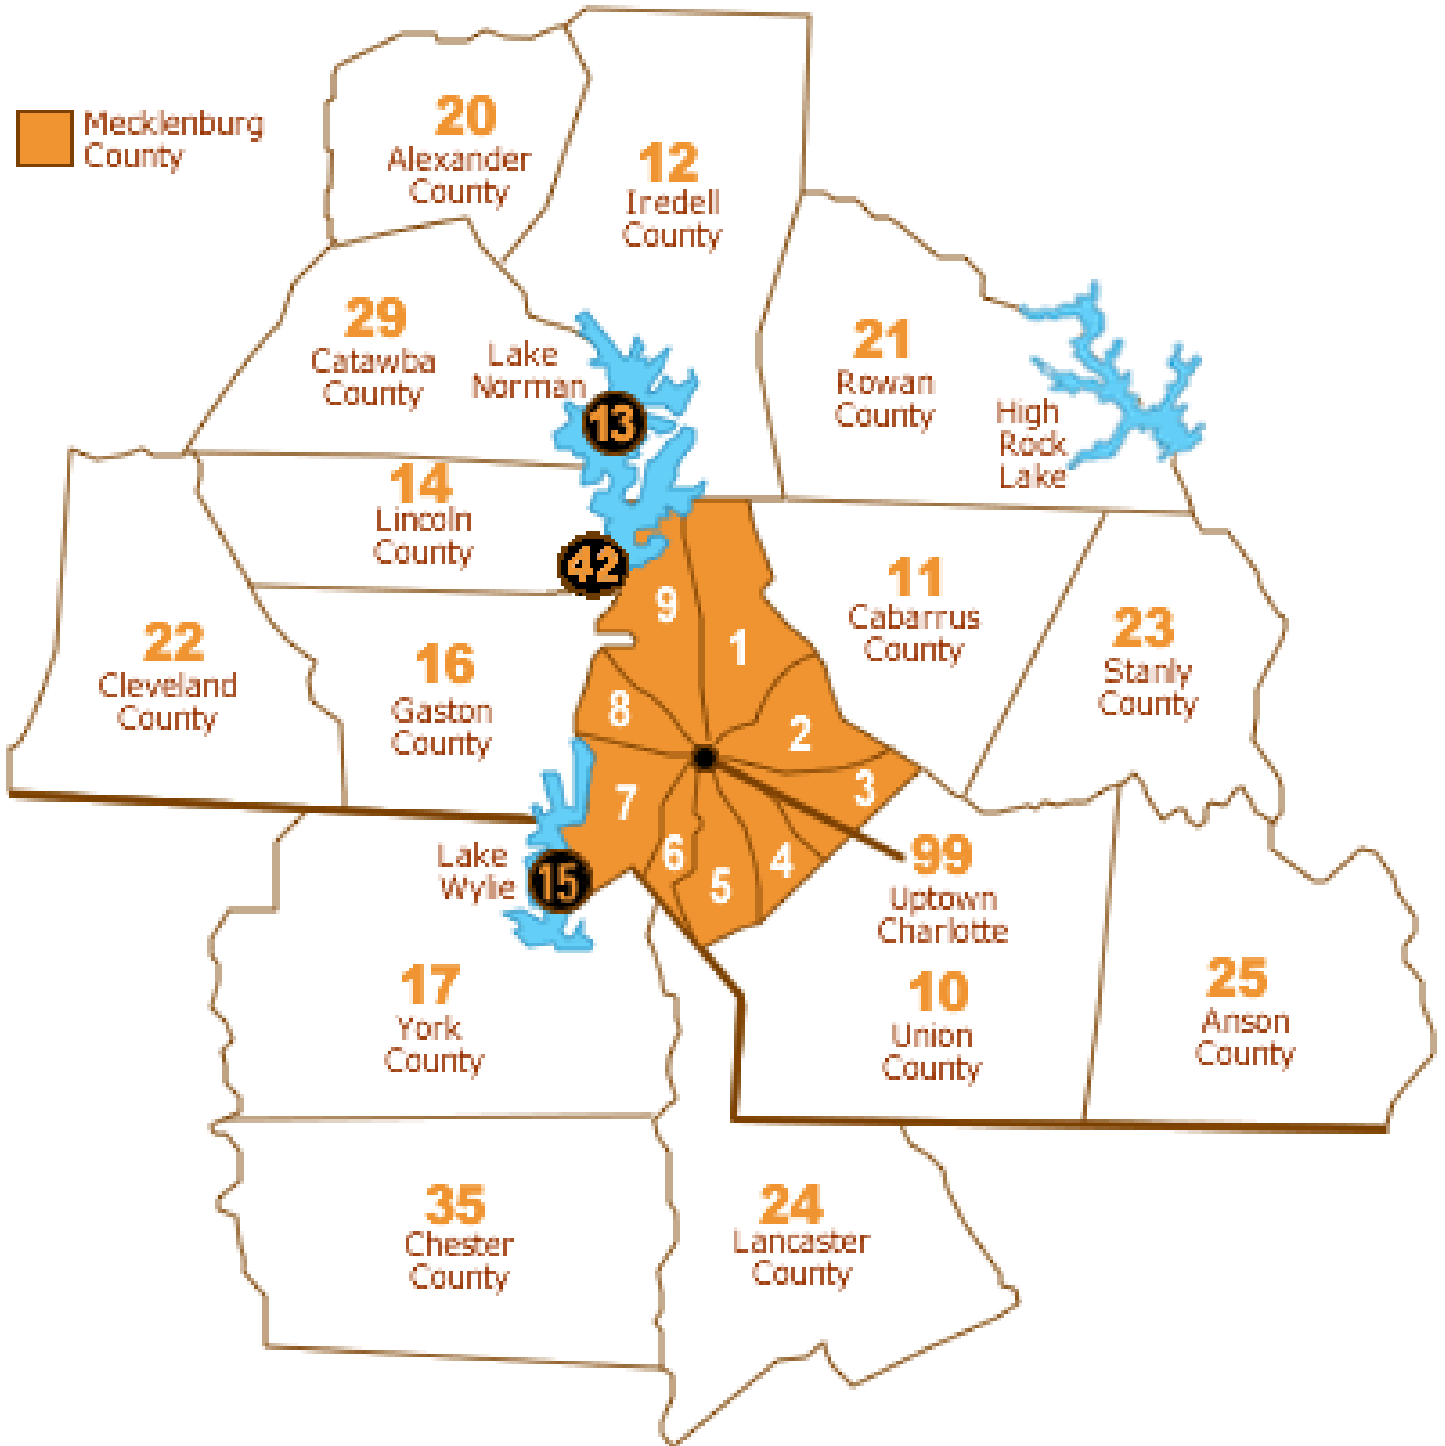 Mecklenburg
County
20
Alexander
County
12
Iredell
County
29
Catawba
County
Lake
Norman
13
21
Rowan
County
High
Rock
Lake
14
Lincoln
County
42
22
Cleveland
County
16
Gaston
County
9
1
8
2
7
3
6
4
5
11
Cabarrus
County
23
Stanly
County
Lake
Wylie
15
99
Uptown
Charlotte
17
York
County
10
Union
County
25
Anson
County
35
Chester
County
24
Lancaster
County